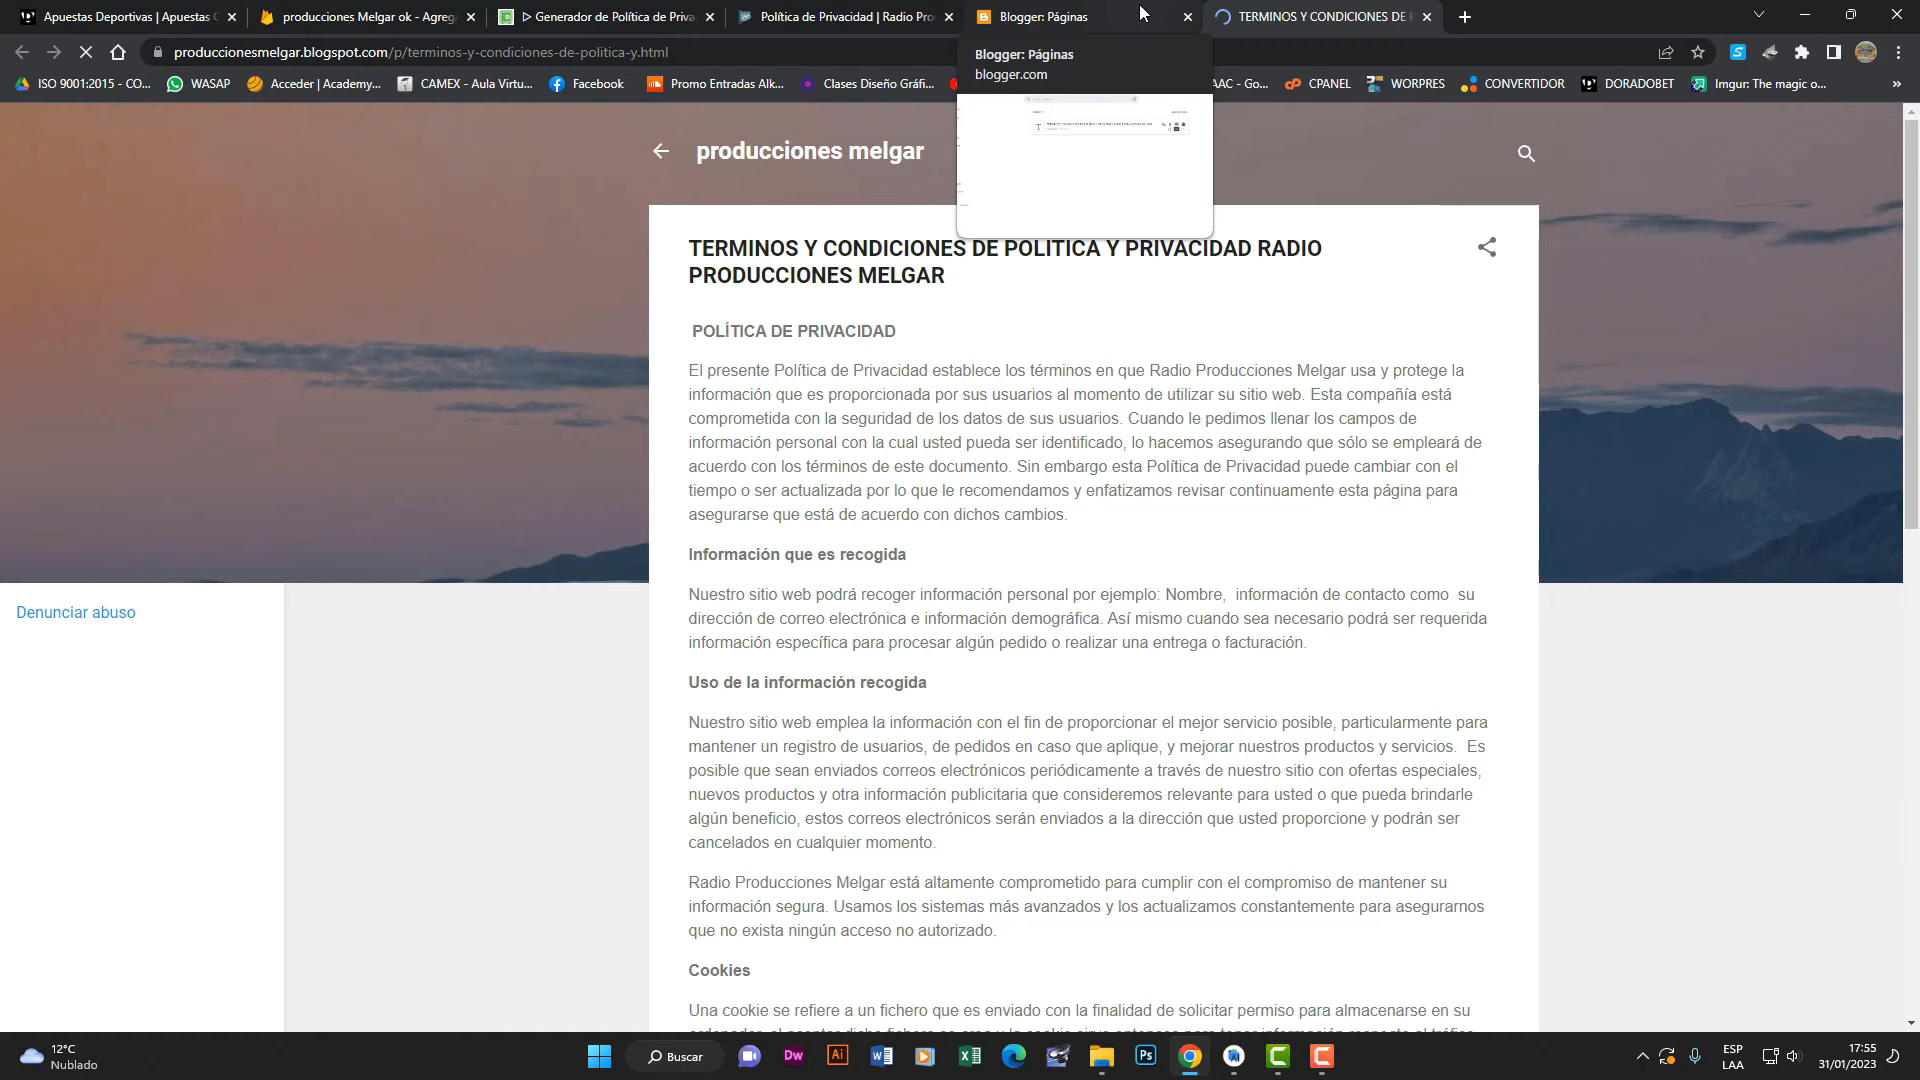 Apuestas Deportivas | Apuestas
producciones Melgar ok - Agreg
▷ Generador de Política de Priva
Política de Privacidad | Radio Pro
Blogger: Páginas
TERMINOS Y CONDICIONES DE
produccionesmelgar.blogspot.com/p/terminos-y-condiciones-de-politica-y.html
Blogger: Páginas
blogger.com
ISO 9001:2015 - CO...
WASAP
Acceder | Academy...
CAMEX - Aula Virtu...
Facebook
Promo Entradas Alk...
Clases Diseño Gráfi...
AAC - Go...
CPANEL
WORPRES
CONVERTIDOR
DORADOBET
Imgur: The magic o...
»
producciones melgar
TERMINOS Y CONDICIONES DE POLITICA Y PRIVACIDAD RADIO
PRODUCCIONES MELGAR
POLÍTICA DE PRIVACIDAD
El presente Política de Privacidad establece los términos en que Radio Producciones Melgar usa y protege la
información que es proporcionada por sus usuarios al momento de utilizar su sitio web. Esta compañía está
comprometida con la seguridad de los datos de sus usuarios. Cuando le pedimos llenar los campos de
información personal con la cual usted pueda ser identificado, lo hacemos asegurando que sólo se empleará de
acuerdo con los términos de este documento. Sin embargo esta Política de Privacidad puede cambiar con el
tiempo o ser actualizada por lo que le recomendamos y enfatizamos revisar continuamente esta página para
asegurarse que está de acuerdo con dichos cambios.
Información que es recogida
Nuestro sitio web podrá recoger información personal por ejemplo: Nombre,  información de contacto como  su
dirección de correo electrónica e información demográfica. Así mismo cuando sea necesario podrá ser requerida
información específica para procesar algún pedido o realizar una entrega o facturación.
Denunciar abuso
Uso de la información recogida
Nuestro sitio web emplea la información con el fin de proporcionar el mejor servicio posible, particularmente para
mantener un registro de usuarios, de pedidos en caso que aplique, y mejorar nuestros productos y servicios.  Es
posible que sean enviados correos electrónicos periódicamente a través de nuestro sitio con ofertas especiales,
nuevos productos y otra información publicitaria que consideremos relevante para usted o que pueda brindarle
algún beneficio, estos correos electrónicos serán enviados a la dirección que usted proporcione y podrán ser
cancelados en cualquier momento.
Radio Producciones Melgar está altamente comprometido para cumplir con el compromiso de mantener su
información segura. Usamos los sistemas más avanzados y los actualizamos constantemente para asegurarnos
que no exista ningún acceso no autorizado.
Cookies
Una cookie se refiere a un fichero que es enviado con la finalidad de solicitar permiso para almacenarse en su
12°C
Nublado
Buscar
ESP
LAA
17:55
31/01/2023